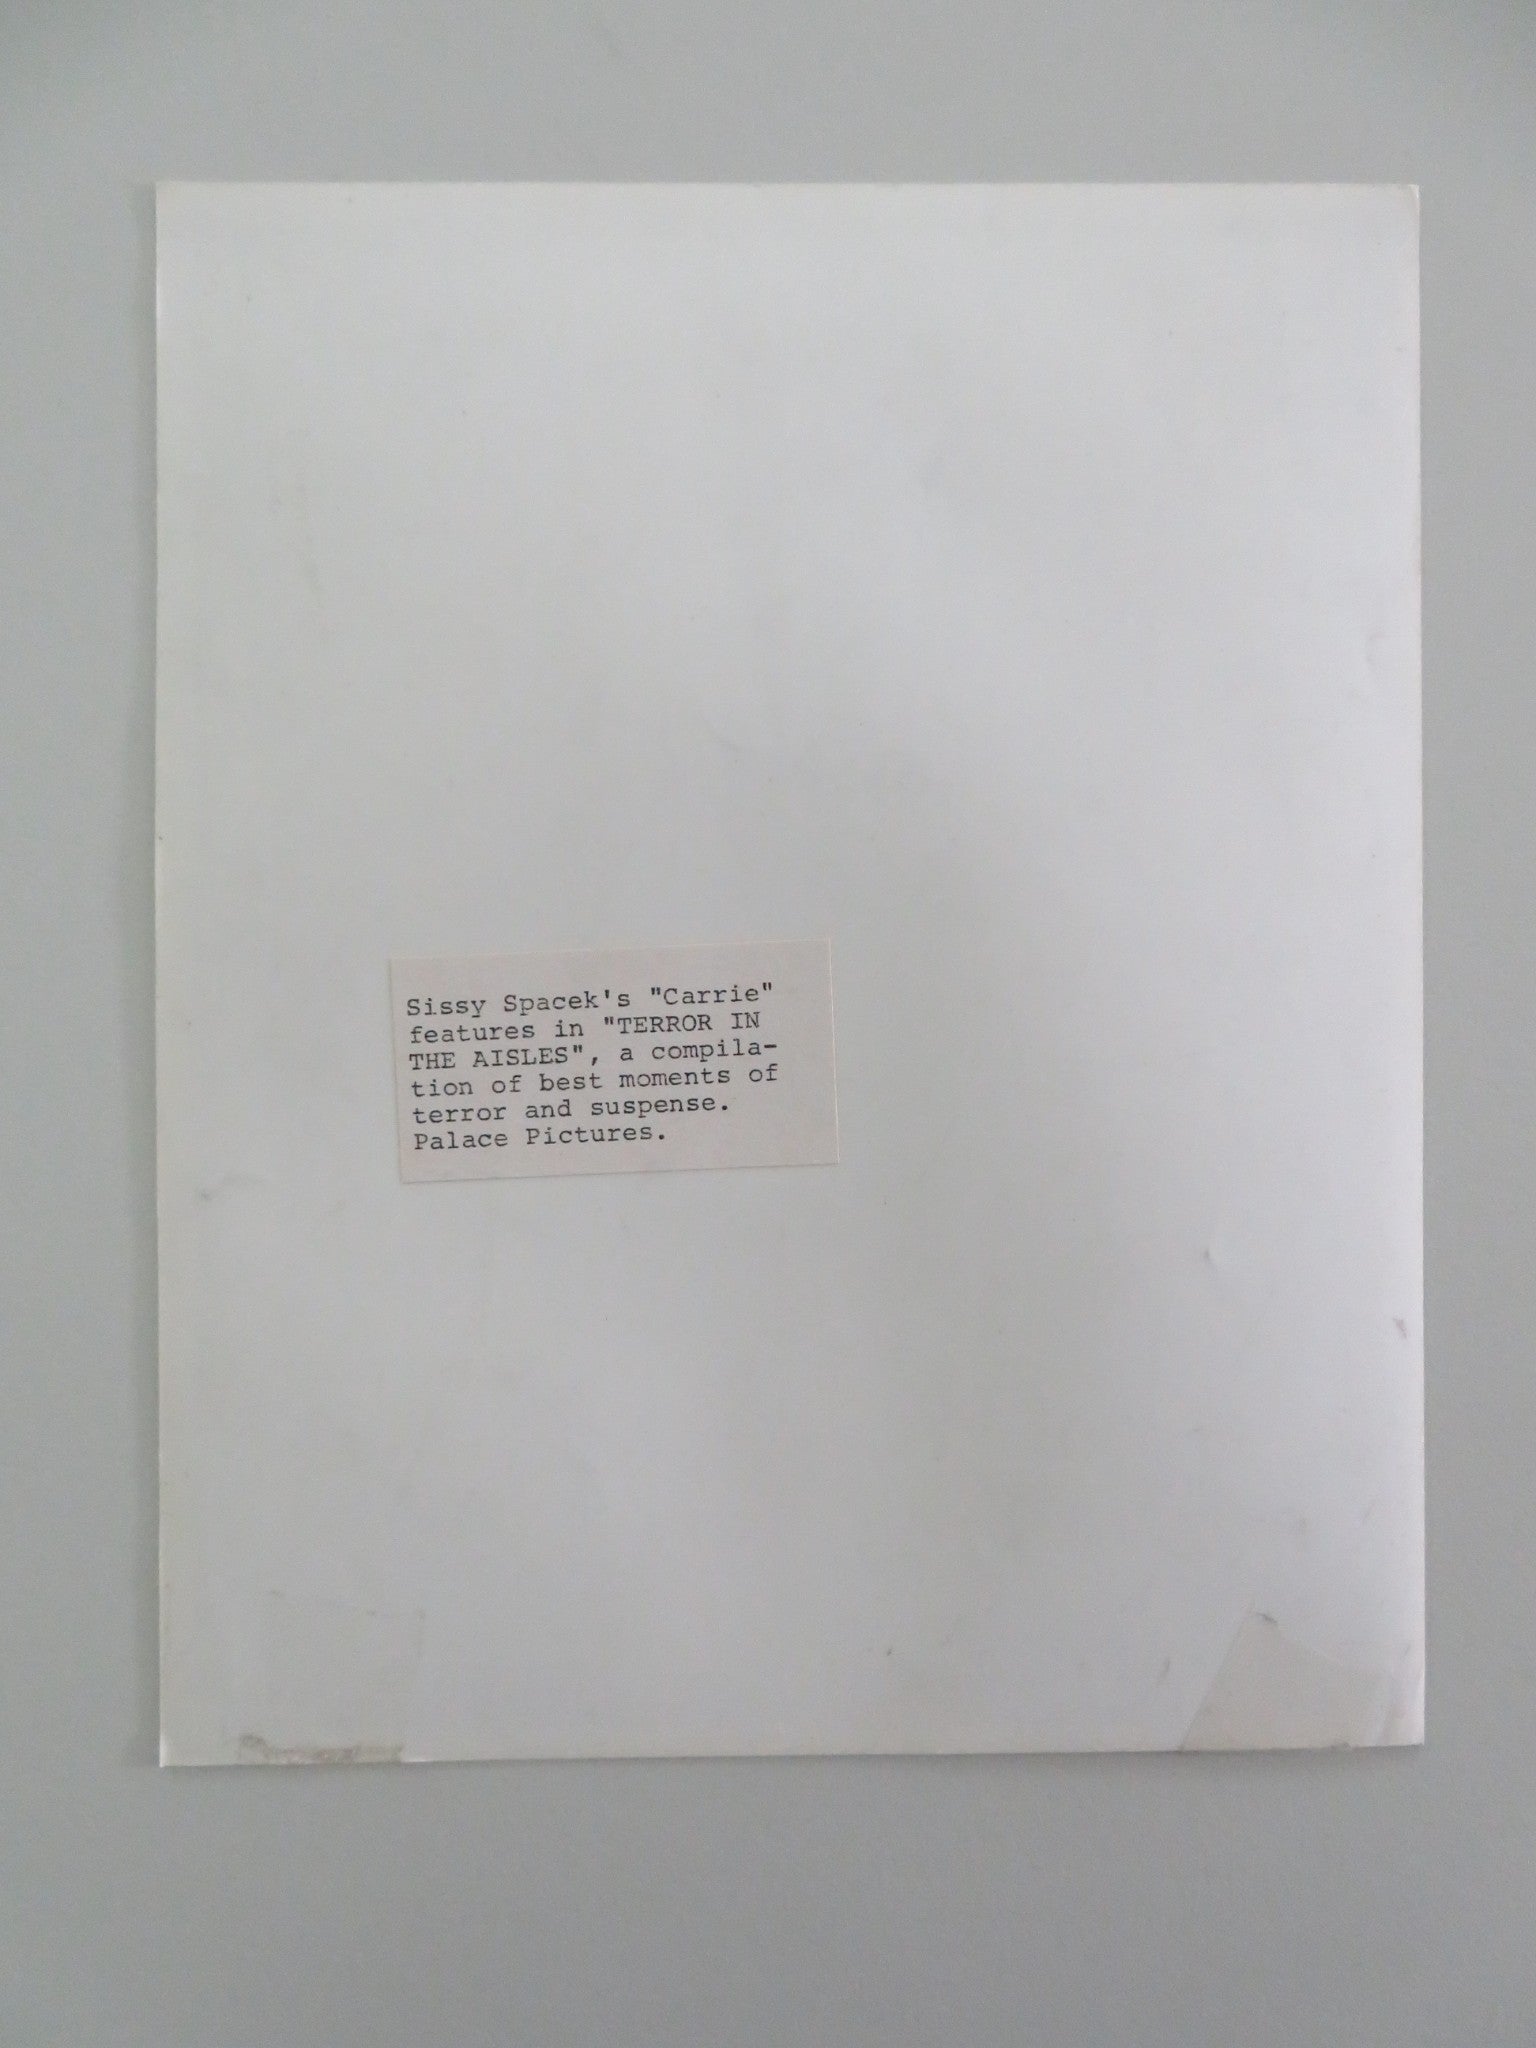 Sissy Spacek's "Carrie"
features in "TERROR IN
THE AISLES", a compila-
tion of best moments of
terror and suspense.
Palace Pictures.